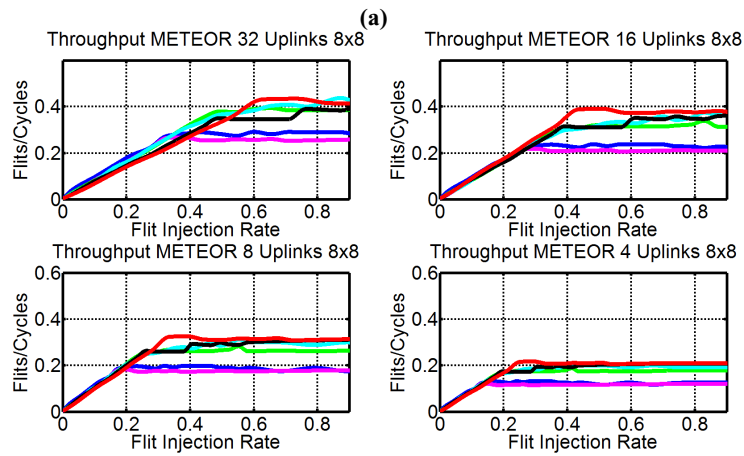 (a)
Throughput METEOR 32 Uplinks 8x8
Flits/Cycles
0.4
0.2
0
0 0.2 0.4 0.6 0.8
Flit Injection Rate
Throughput METEOR 16 Uplinks 8x8
Flits/Cycles
0.4
0.2
0
0 0.2 0.4 0.6 0.8
Flit Injection Rate
Throughput METEOR 8 Uplinks 8x8
Flits/Cycles
0.6
0.4
0.2
0
0 0.2 0.4 0.6 0.8
Flit Injection Rate
Throughput METEOR 4 Uplinks 8x8
Flits/Cycles
0.6
0.4
0.2
0
0 0.2 0.4 0.6 0.8
Flit Injection Rate